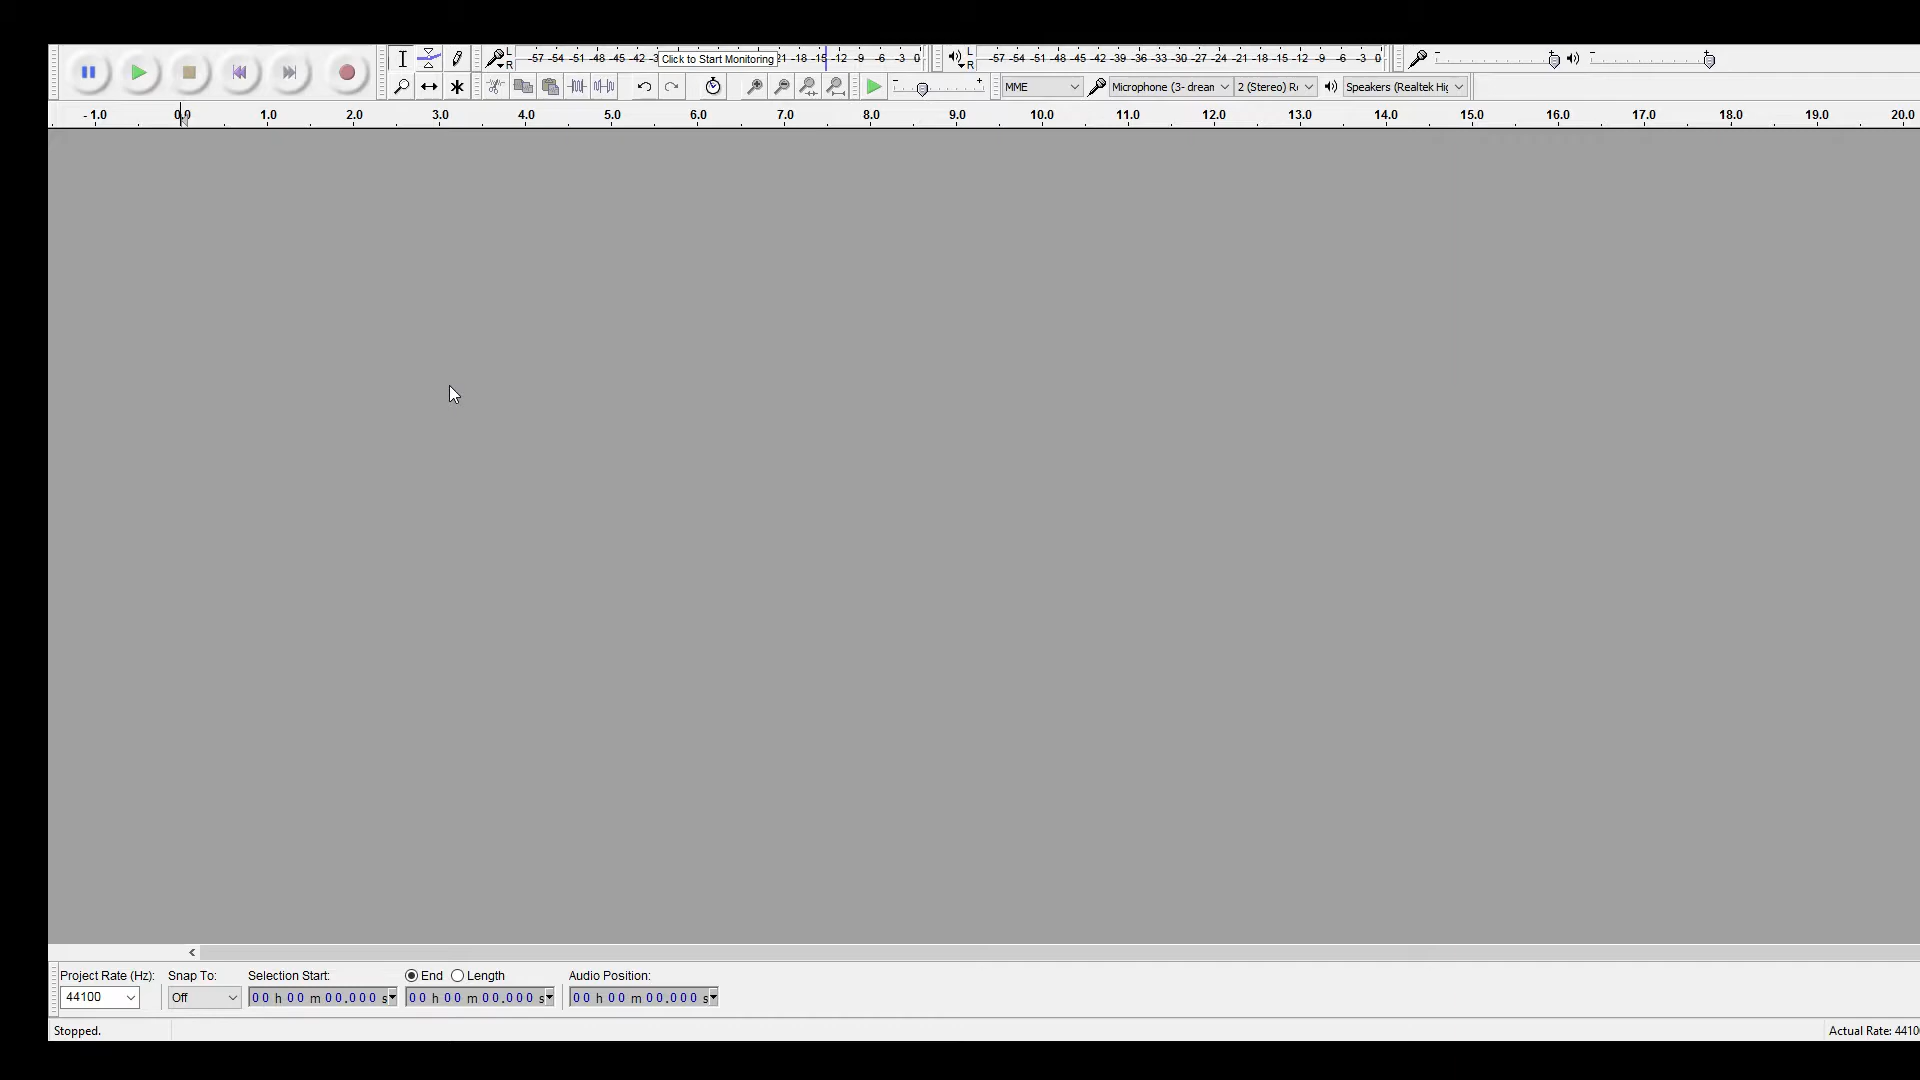 L
R
-57 -54 -51 -48 -45 -42 -3 Click to Start Monitoring 21 -18 -15 -12 -9 -6 -3 0
L
R
-57 -54 -51 -48 -45 -42 -39 -36 -33 -30 -27 -24 -21 -18 -15 -12 -9 -6 -3 0
- + - +
- +
MME
Microphone (3- dream
2 (Stereo) Re
Speakers (Realtek Hig
- 1.0 0.0 1.0 2.0 3.0 4.0 5.0 6.0 7.0 8.0 9.0 10.0 11.0 12.0 13.0 14.0 15.0 16.0 17.0 18.0 19.0 20.0
Project Rate (Hz): Snap To: Selection Start: End Length Audio Position:
44100 Off 00 h 00 m 00.000 s 00 h 00 m 00.000 s 00 h 00 m 00.000 s
Stopped. Actual Rate: 4410